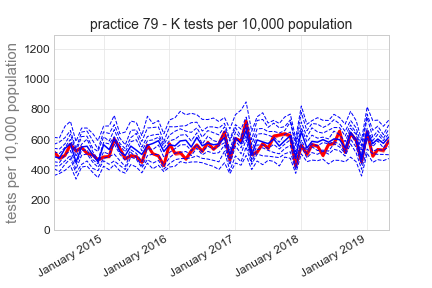 practice 79 - K tests per 10,000 population
tests per 10,000 population
1200
1000
800
600
400
200
0
January 2015
January 2016
January 2017
January 2018
January 2019